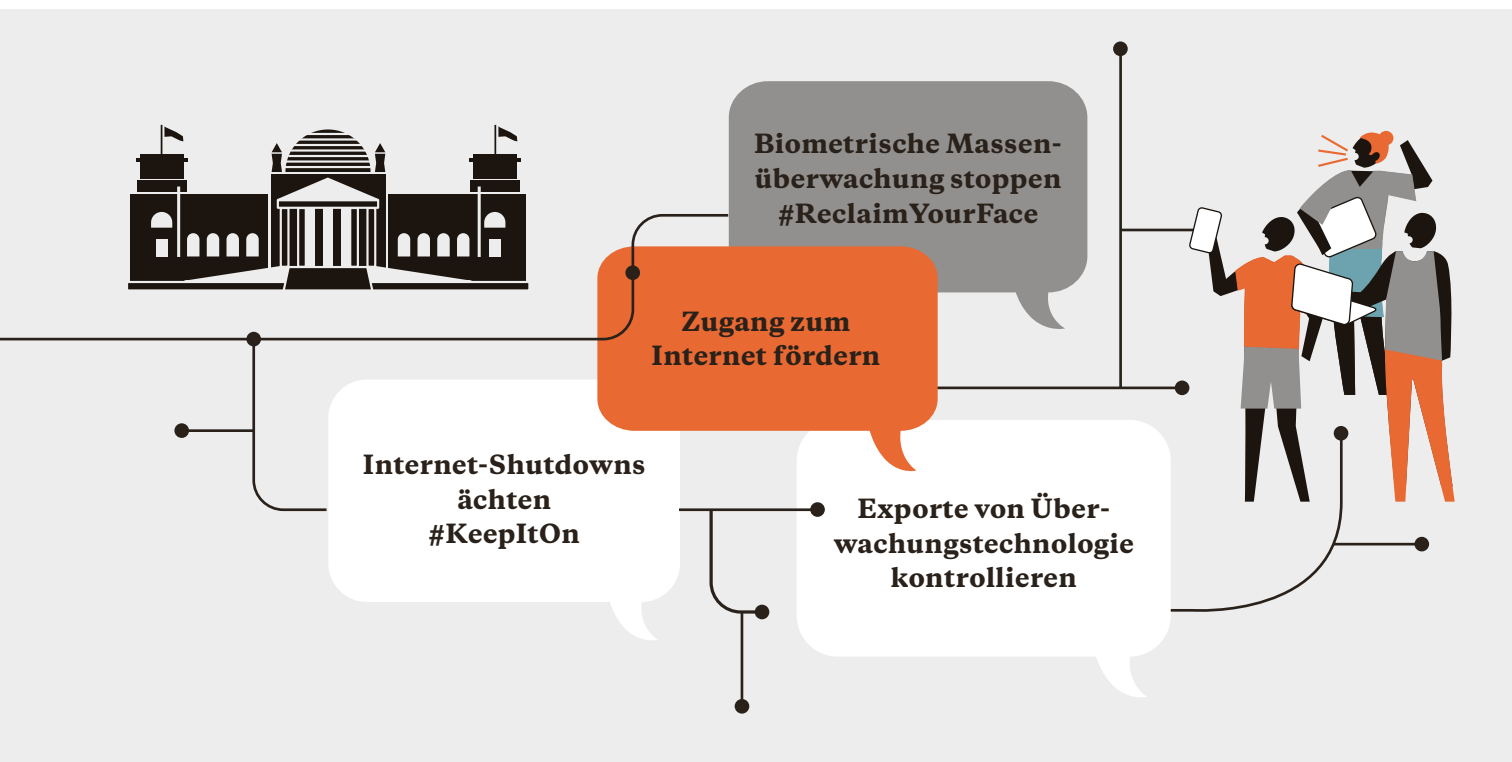 Biometrische Massen-
überwachung stoppen
#ReclaimYourFace
Zugang zum
Internet fördern
Internet-Shutdowns
ächten
#KeepItOn
Exporte von Über-
wachungstechnologie
kontrollieren